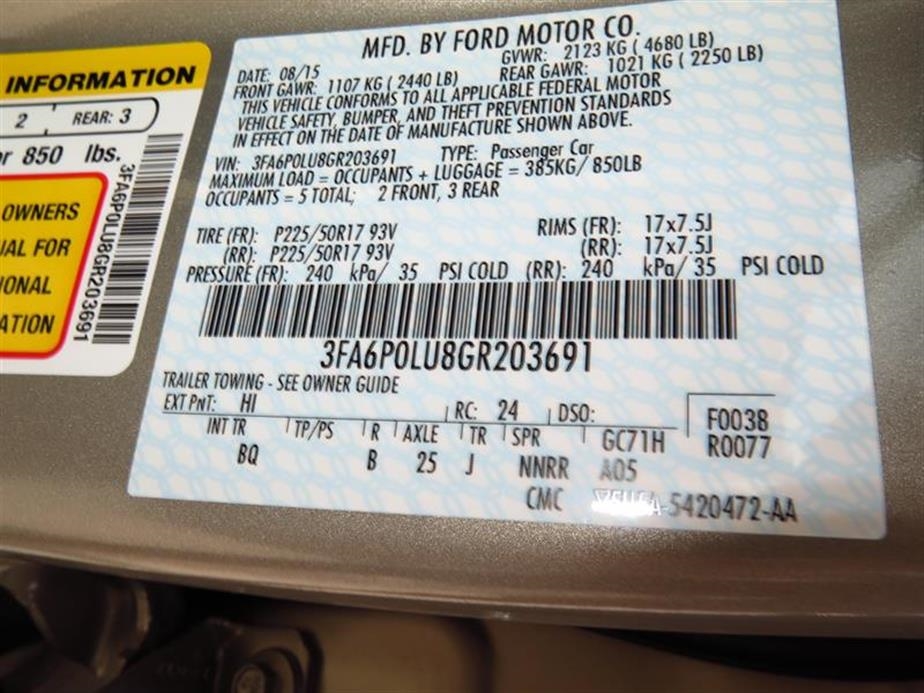 INFORMATION
2 REAR: 3
or 850 lbs.
OWNERS
UAL FOR
IONAL
ATION
3FA6P0LU8GR203691
MFD. BY FORD MOTOR CO.
DATE: 08/15 GVWR: 2123 KG ( 4680 LB)
FRONT GAWR: 1107 KG ( 2440 LB) REAR GAWR: 1021 KG ( 2250 LB)
THIS VEHICLE CONFORMS TO ALL APPLICABLE FEDERAL MOTOR
VEHICLE SAFETY, BUMPER, AND THEFT PREVENTION STANDARDS
IN EFFECT ON THE DATE OF MANUFACTURE SHOWN ABOVE.
VIN: 3FA6P0LU8GR203691 TYPE: Passenger Car
MAXIMUM LOAD = OCCUPANTS + LUGGAGE = 385KG/ 850LB
OCCUPANTS = 5 TOTAL; 2 FRONT, 3 REAR
TIRE (FR): P225/50R17 93V RIMS (FR): 17x7.5J
(RR): P225/50R17 93V (RR): 17x7.5J
PRESSURE (FR): 240 kPa/ 35 PSI COLD (RR): 240 kPa/ 35 PSI COLD
3FA6P0LU8GR203691
TRAILER TOWING - SEE OWNER GUIDE
EXT PNT: HI RC: 24 DSO: F0038
INT TR TP/PS R AXLE TR SPR GC71H R0077
BQ B 25 J NNRR A05
CMC A-5420472-AA